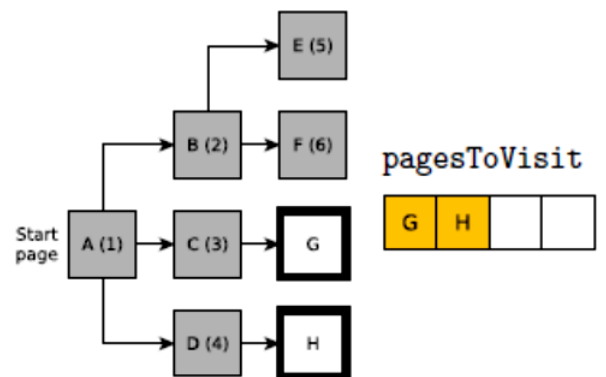 E (5)
B (2)
F (6)
pagesToVisit
G H
Start
page
A (1)
C (3)
G
D (4)
H